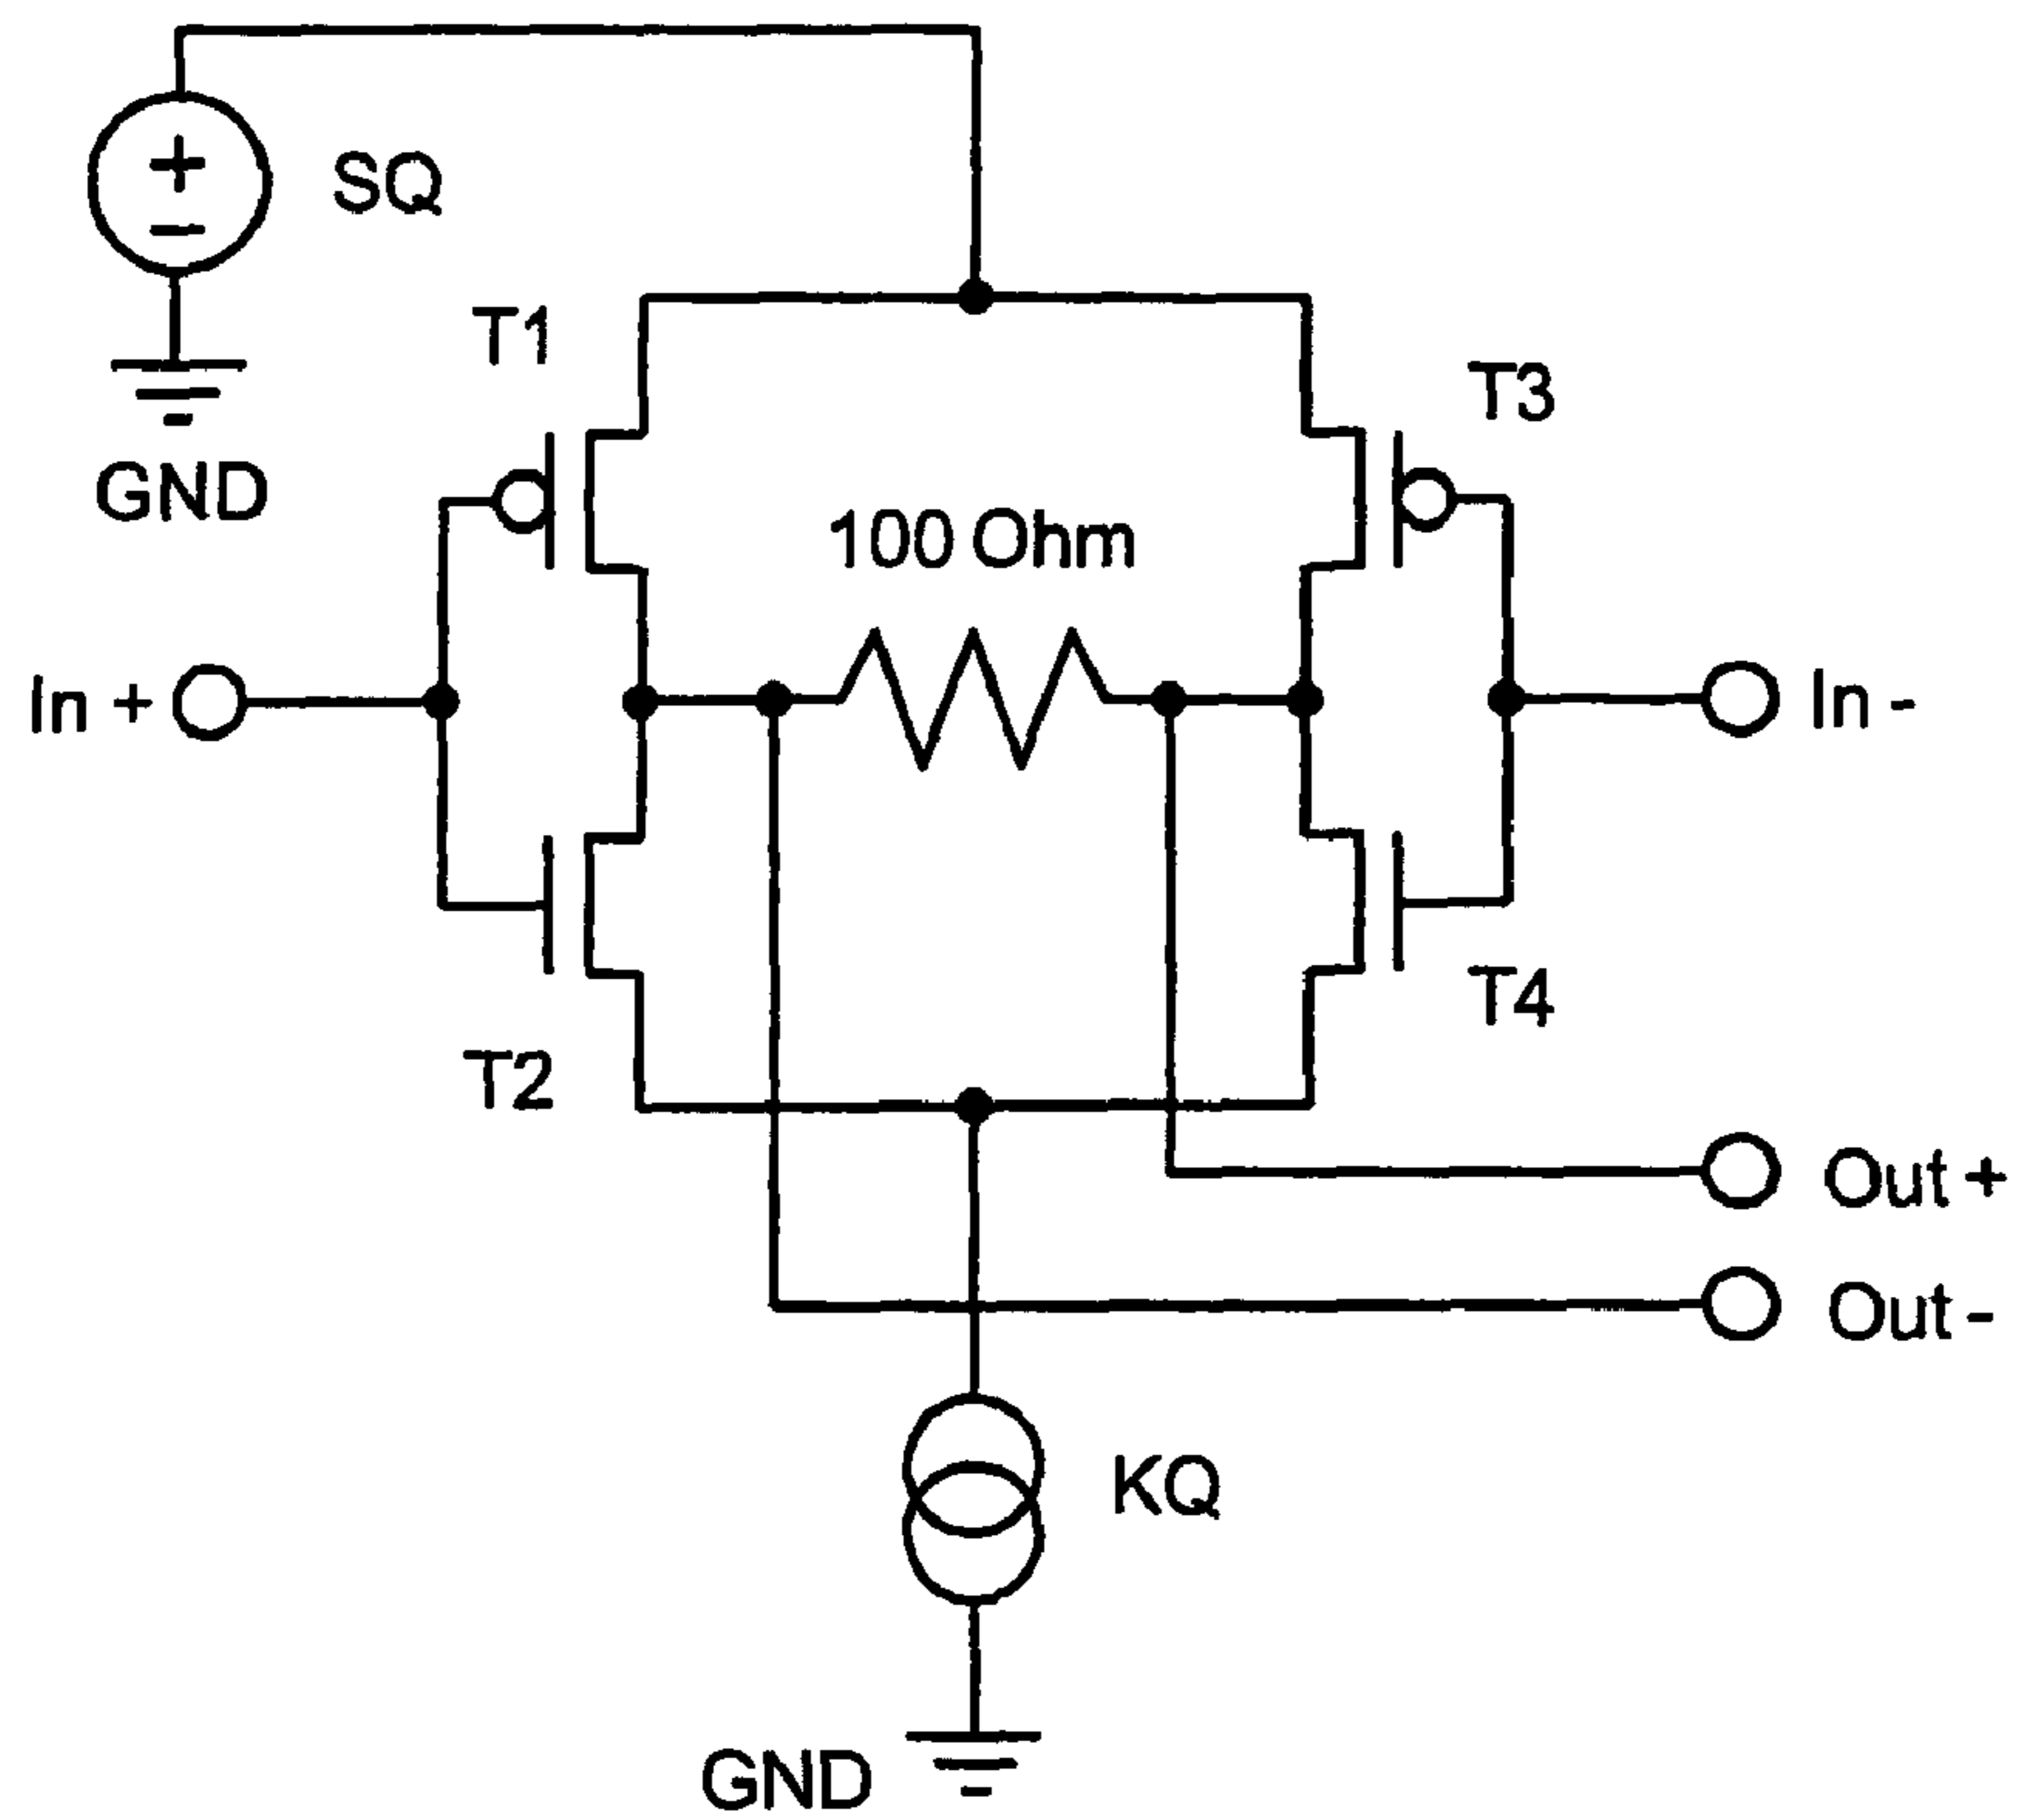 SQ
T1
T3
GND
100 Ohm
In +
In -
T4
T2
Out +
Out -
KQ
GND